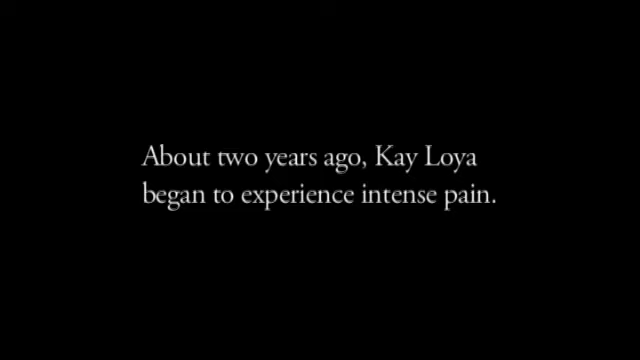 About two years ago, Kay Loya
began to experience intense pain.